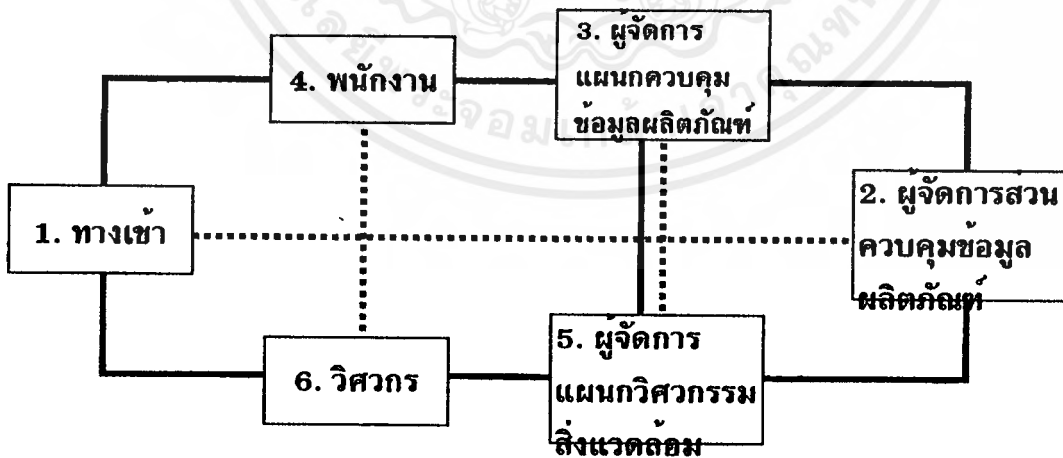 3. ผู้จัดการ
แผนกควบคุม
ข้อมูลผลิตภัณฑ์
4. พนักงาน
1. ทางเข้า
2. ผู้จัดการส่วน
ควบคุมข้อมูล
ผลิตภัณฑ์
6. วิศวกร
5. ผู้จัดการ
แผนกวิศวกรรม
สิ่งแวดล้อม